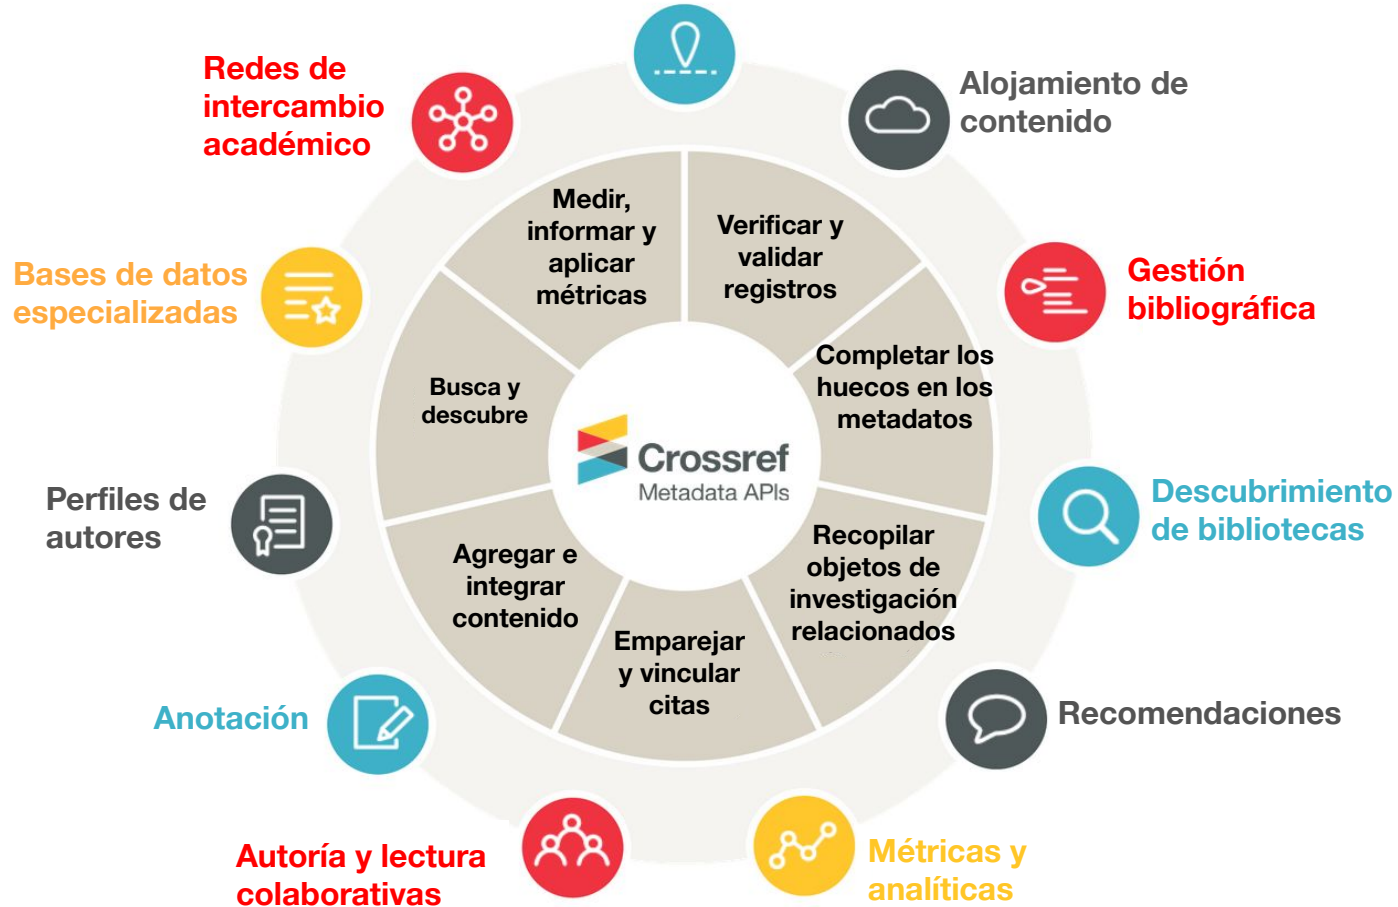 Redes de
intercambio
académico
Alojamiento de
contenido
Bases de datos
especializadas
Gestión
bibliográfica
Perfiles de
autores
Descubrimiento
de bibliotecas
Anotación
Recomendaciones
Autoría y lectura
colaborativas
Métricas y
analíticas
Medir,
informar y
aplicar
métricas
Verificar y
validar
registros
Completar los
huecos en los
metadatos
Recopilar
objetos de
investigación
relacionados
Emparejar
y vincular
citas
Agregar e
integrar
contenido
Busca y
descubre
Crossref
Metadata APIs